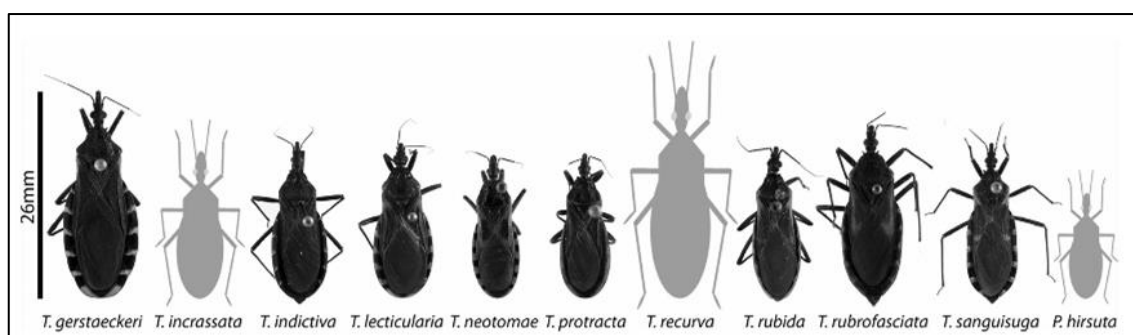 26mm
T. gerstaeckeri T. incrassata T. indictiva T. lecticularia T. neotomae T. protracta T. recurva T. rubida T. rubrofasciata T. sanguisuga P. hirsuta